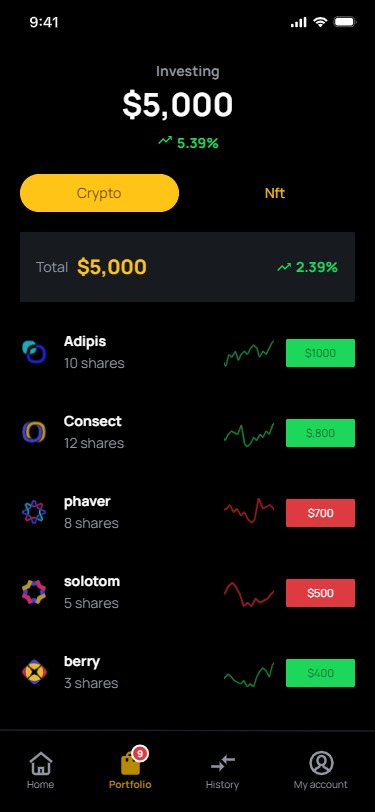 9:41
Investing
$5,000
5.39%
Crypto
Nft
Total $5,000
2.39%
Adipis
10 shares
$1000
Consect
12 shares
$,800
phaver
8 shares
$700
solotom
5 shares
$500
berry
3 shares
$400
9
Home
Portfolio
History
My account